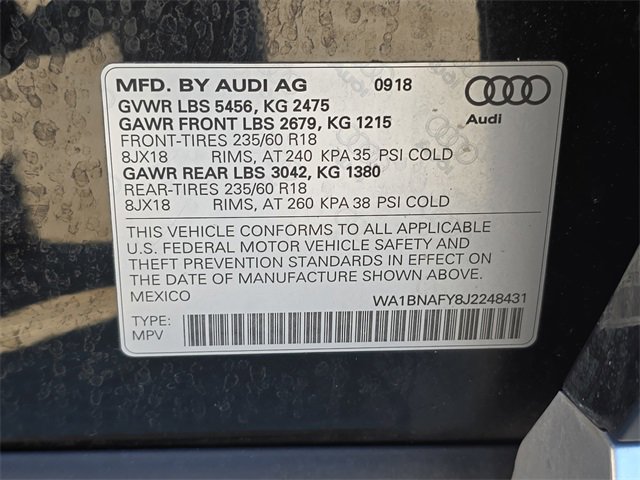 MFD. BY AUDI AG 0918
GVWR LBS 5456, KG 2475
GAWR FRONT LBS 2679, KG 1215
Audi
FRONT-TIRES 235/60 R18
8JX18 RIMS, AT 240 KPA 35 PSI COLD
GAWR REAR LBS 3042, KG 1380
REAR-TIRES 235/60 R18
8JX18 RIMS, AT 260 KPA 38 PSI COLD
THIS VEHICLE CONFORMS TO ALL APPLICABLE
U.S. FEDERAL MOTOR VEHICLE SAFETY AND
THEFT PREVENTION STANDARDS IN EFFECT ON
THE DATE OF MANUFACTURE SHOWN ABOVE.
MEXICO WA1BNAFY8J2248431
TYPE:
MPV